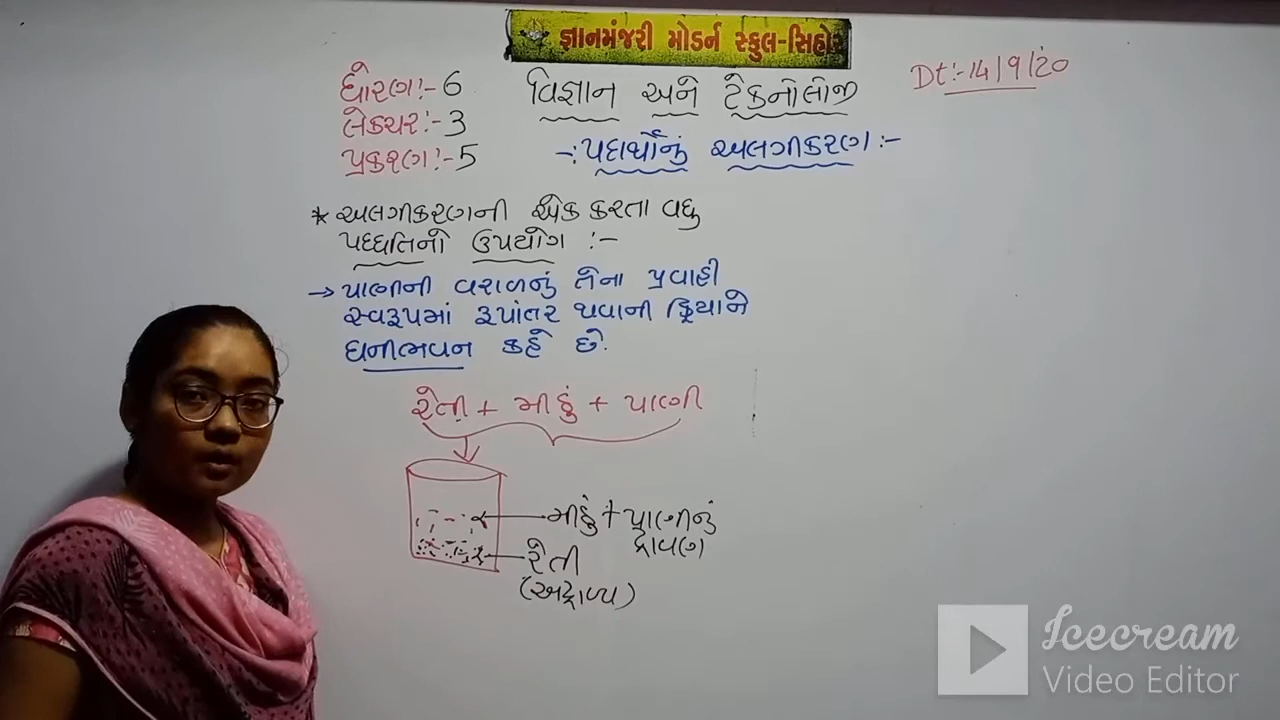 જ્ઞાનમંજરી મોડર્ન સ્કુલ-સિહોર
ધોરણ:- 6
લેકચર:- 3
પ્રકરણ:- 5
વિજ્ઞાન અને ટેકનોલોજી
Dt:-14/9/'20
-:પદાર્થોનું અલગીકરણ:-
* અલગીકરણની એક કરતા વધુ
પધ્ધતિનો ઉપયોગ :-
→ પાણીની વરાળનું તેના પ્રવાહી
સ્વરૂપમાં રૂપાંતર થવાની ક્રિયાને
ઘનીભવન કહે છે.
રેતી + મીઠું + પાણી
મીઠું + પાણીનું
દ્રાવણ
રેતી
(અદ્રાવ્ય)
Icecream
Video Editor